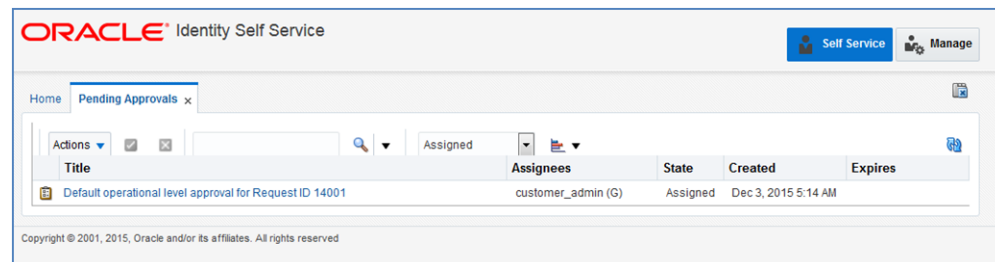 ORACLE Identity Self Service
Self Service Manage
Home Pending Approvals x
Actions Assigned
Title Assignees State Created Expires
Default operational level approval for Request ID 14001 customer_admin (G) Assigned Dec 3, 2015 5:14 AM
Copyright © 2001, 2015, Oracle and/or its affiliates. All rights reserved